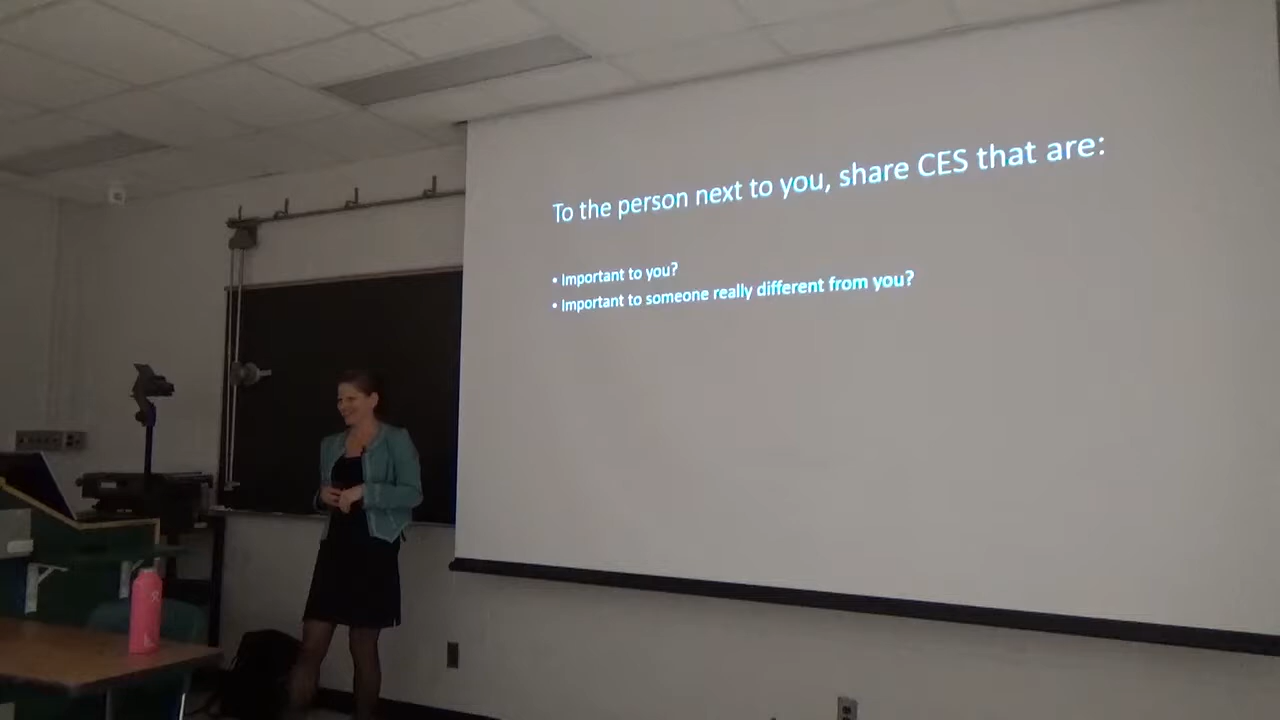 To the person next to you, share CES that are:
• Important to you?
• Important to someone really different from you?